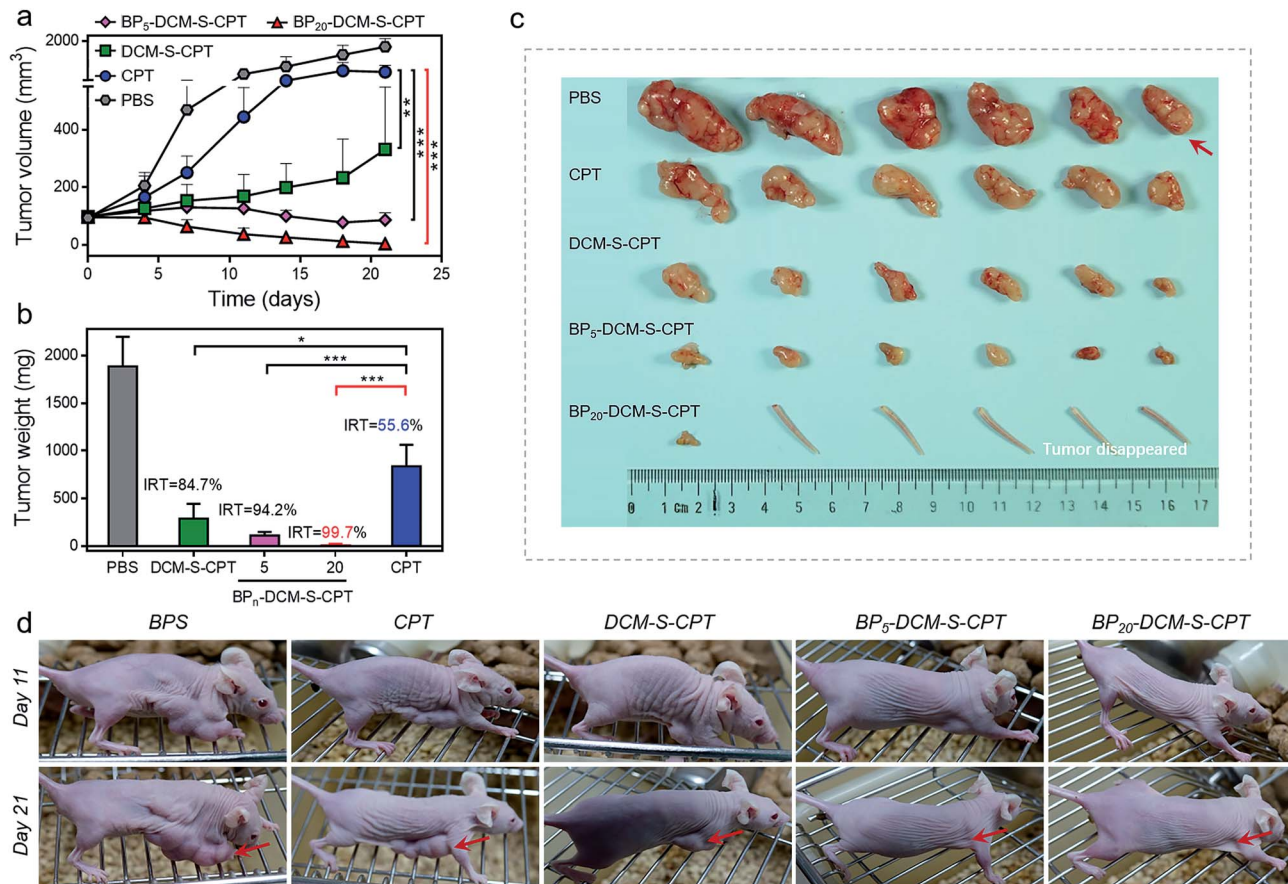 a
BP5-DCM-S-CPT
BP20-DCM-S-CPT
DCM-S-CPT
CPT
PBS
Tumor volume (mm3)
2000
400
200
0
**
***
***
0 5 10 15 20 25
Time (days)
b
Tumor weight (mg)
2000
1500
1000
500
0
*
***
***
IRT=84.7%
IRT=94.2%
IRT=99.7%
IRT=55.6%
PBS DCM-S-CPT 5 20 CPT
BPn-DCM-S-CPT
c
PBS
CPT
DCM-S-CPT
BP5-DCM-S-CPT
BP20-DCM-S-CPT
Tumor disappeared
0 1 cm 2 3 4 5 6 7 8 9 10 11 12 13 14 15 16 17
d
BPS CPT DCM-S-CPT BP5-DCM-S-CPT BP20-DCM-S-CPT
Day 11
Day 21